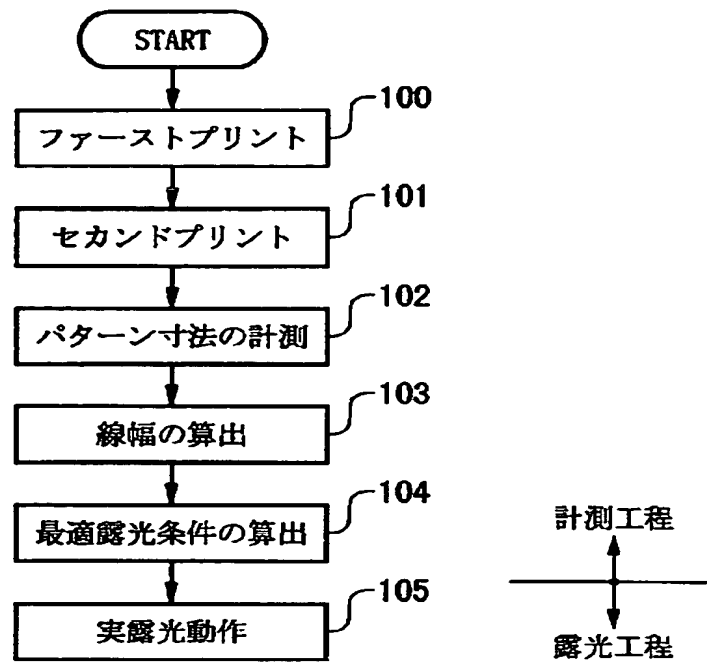 START
ファーストプリント
100
セカンドプリント
101
パターン寸法の計測
102
線幅の算出
103
最適露光条件の算出
104
実露光動作
105
計測工程
露光工程